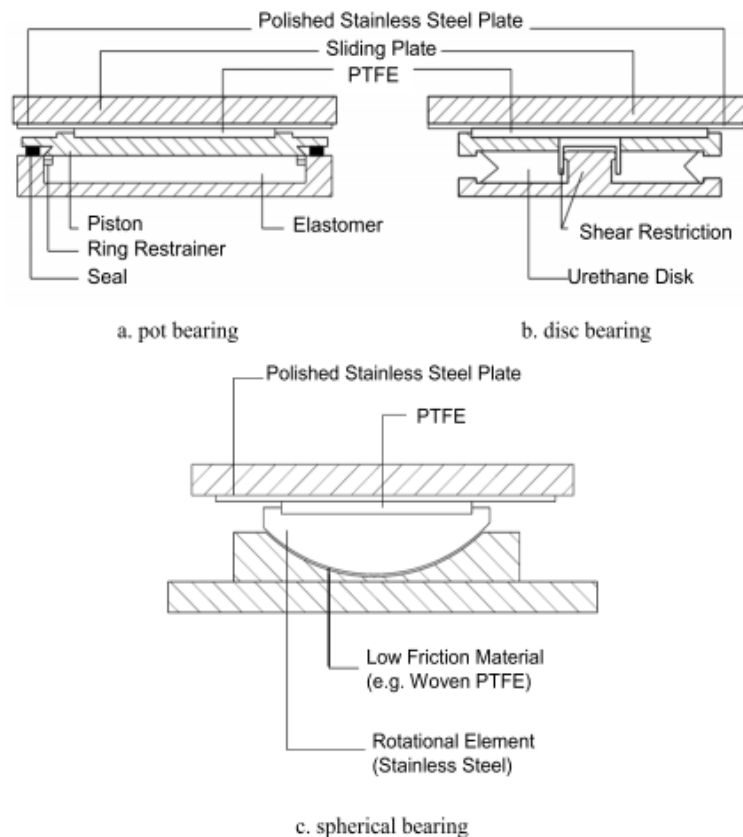 Polished Stainless Steel Plate
Sliding Plate
PTFE
Piston
Ring Restrainer
Seal
Elastomer
Shear Restriction
Urethane Disk
a. pot bearing
b. disc bearing
Polished Stainless Steel Plate
PTFE
Low Friction Material
(e.g. Woven PTFE)
Rotational Element
(Stainless Steel)
c. spherical bearing